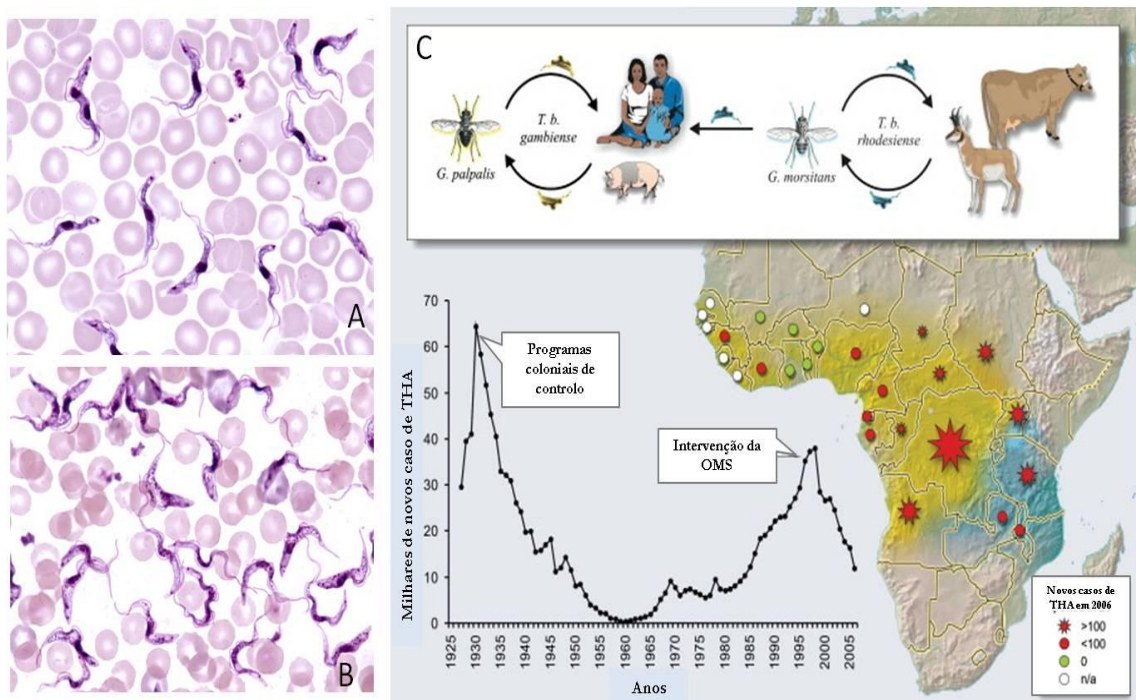 A
B
C
T. b.
gambiense
G. palpalis
T. b.
rhodesiense
G. morsitans
Milhares de novos caso de THA
70
60
50
40
30
20
10
0
Programas
coloniais de
controlo
Intervenção da
OMS
1925
1930
1935
1940
1945
1950
1955
1960
1965
1970
1975
1980
1985
1990
1995
2000
2005
Anos
Novos casos de
THA em 2006
>100
<100
0
n/a